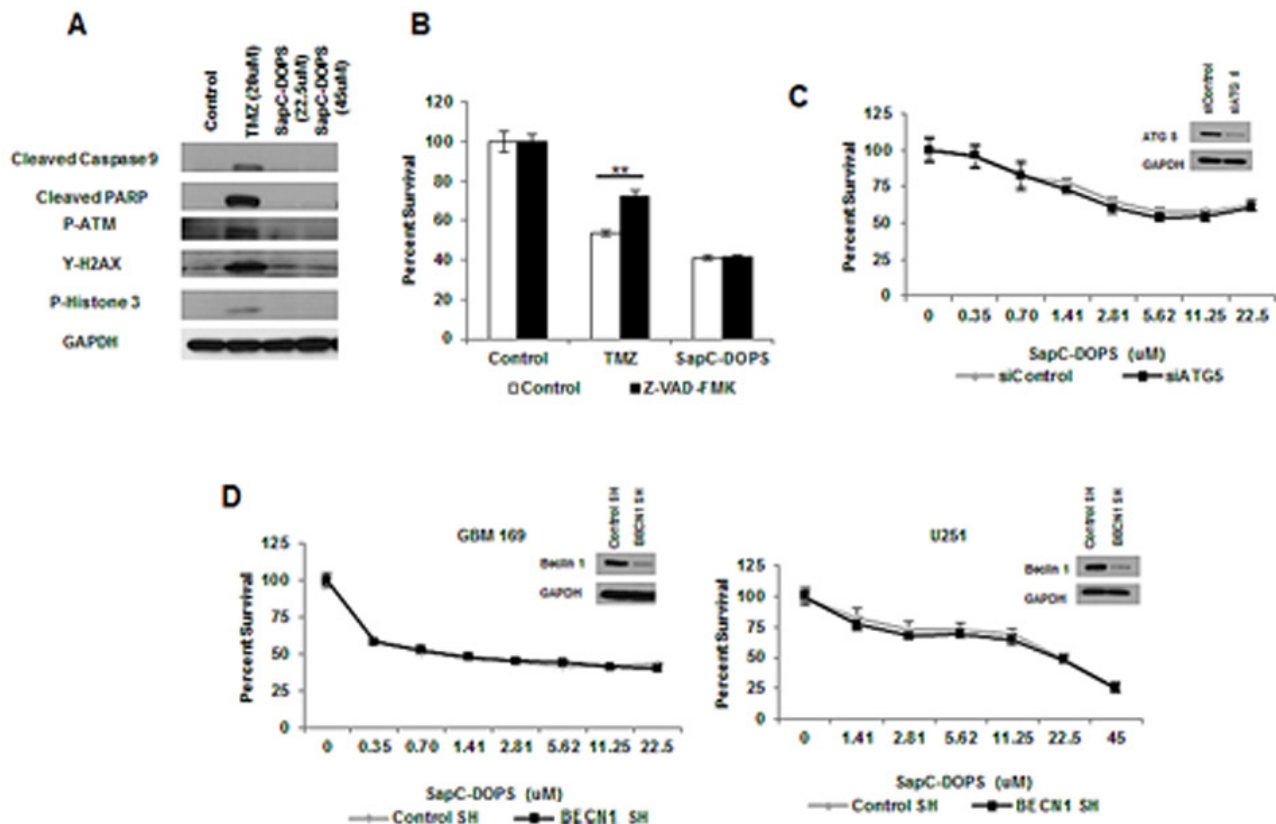 A
Control
TMZ (20uM)
SapC-DOPS
(22.5uM)
SapC-DOPS
(45uM)
Cleaved Caspase 9
Cleaved PARP
P-ATM
Y-H2AX
P-Histone 3
GAPDH
B
Percent Survival
120
100
80
60
40
20
0
**
Control
TMZ
SapC-DOPS
Control
Z-VAD-FMK
C
Percent Survival
125
100
75
50
25
0
siControl
siATG 5
ATG 5
GAPDH
0 0.35 0.70 1.41 2.81 5.62 11.25 22.5
SapC-DOPS (uM)
siControl
siATG5
D
GBM 169
Percent Survival
125
100
75
50
25
0
Control SH
BECN1 SH
Beclin 1
GAPDH
0 0.35 0.70 1.41 2.81 5.62 11.25 22.5
SapC-DOPS (uM)
Control SH
BECN1 SH
U251
Percent Survival
125
100
75
50
25
0
Control SH
BECN1 SH
Beclin 1
GAPDH
0 1.41 2.81 5.62 11.25 22.5 45
SapC-DOPS (uM)
Control SH
BECN1 SH